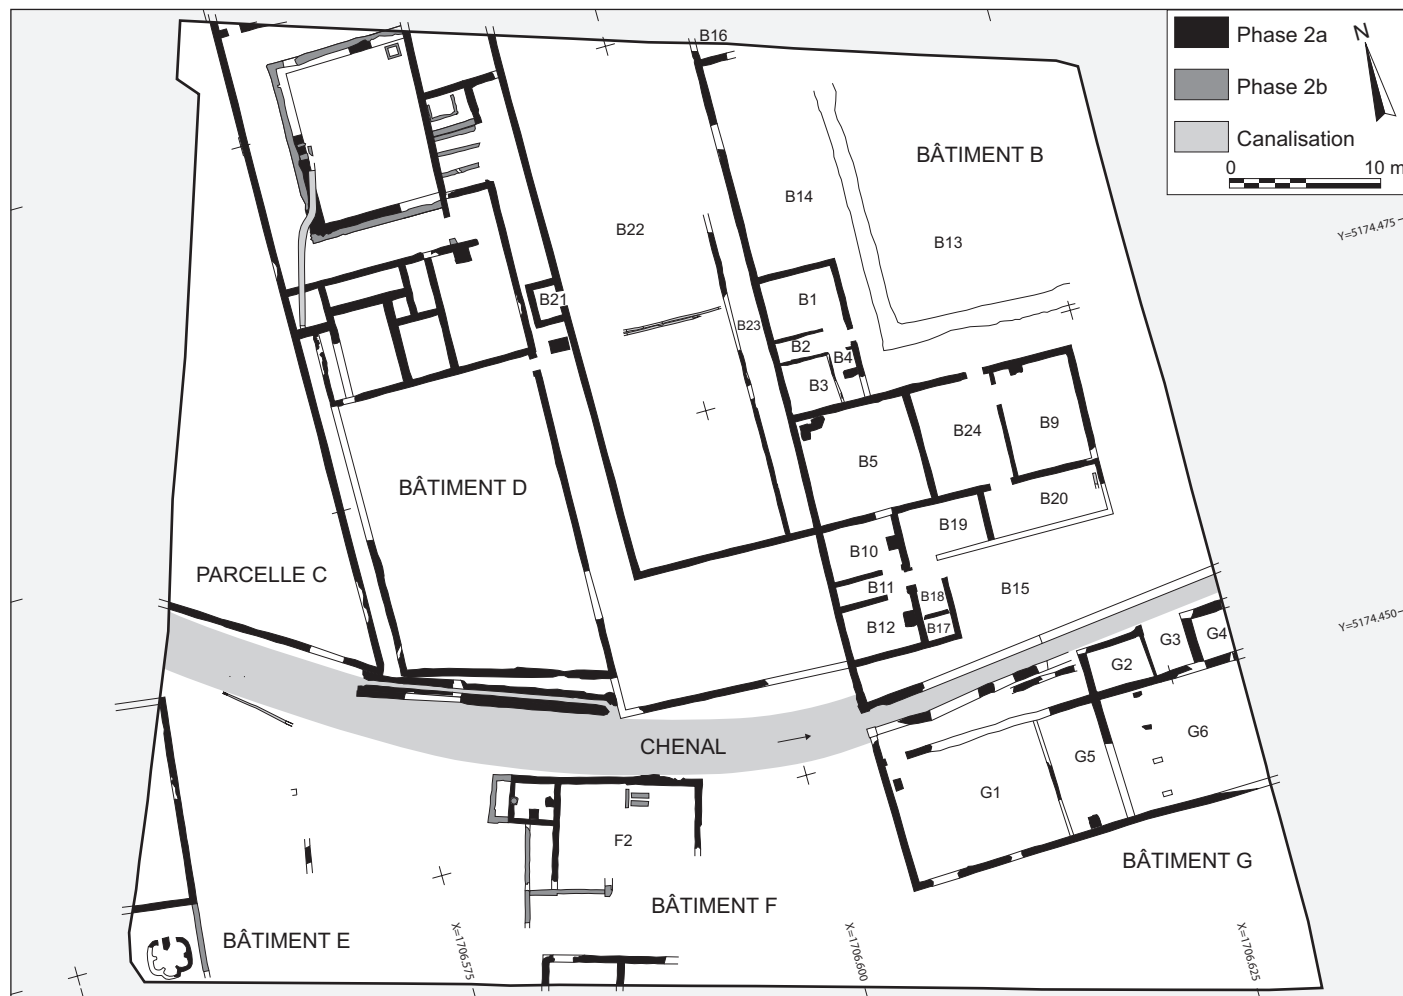 Phase 2a
Phase 2b
Canalisation
N
0 10 m
B16
BÂTIMENT B
B14
B22
B13
Y=5174.475
B1
B21
B23
B2
B4
B3
B9
B24
B5
BÂTIMENT D
B20
B19
B10
PARCELLE C
B11
B15
B18
B12
B17
Y=5174.450
G3
G4
G2
CHENAL
G6
G5
G1
F2
BÂTIMENT G
BÂTIMENT F
BÂTIMENT E
X=1706.575
X=1706.600
X=1706.625